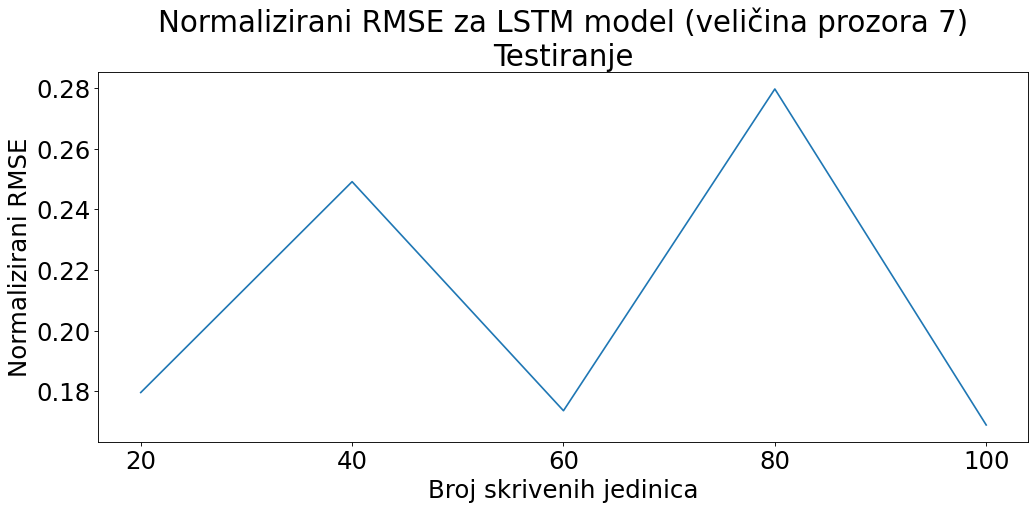 Normalizirani RMSE za LSTM model (veličina prozora 7)
Testiranje
Normalizirani RMSE
0.28
0.26
0.24
0.22
0.20
0.18
20 40 60 80 100
Broj skrivenih jedinica